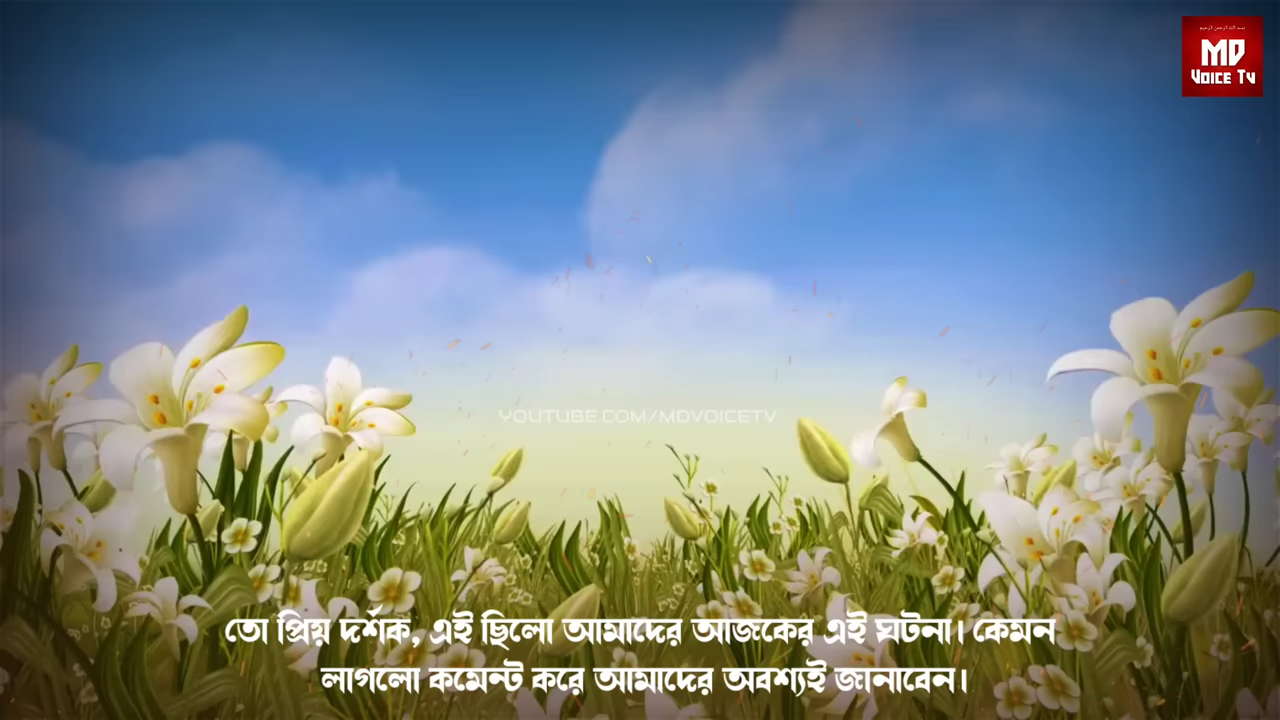 MD
Voice Tv
YOUTUBE.COM/MDVOICETV
তো প্রিয় দর্শক, এই ছিলো আমাদের আজকের এই ঘটনা। কেমন
লাগলো কমেন্ট করে আমাদের অবশ্যই জানাবেন।